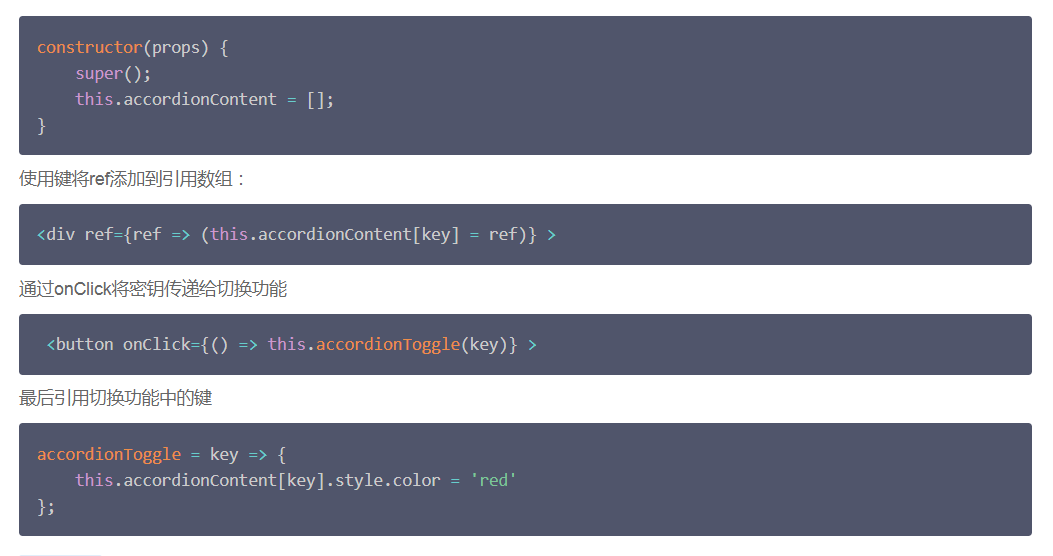 constructor(props) {
    super();
    this.accordionContent = [];
}
使用键将ref添加到引用数组：
<div ref={ref => (this.accordionContent[key] = ref)} >
通过onClick将密钥传递给切换功能
<button onClick={() => this.accordionToggle(key)} >
最后引用切换功能中的键
accordionToggle = key => {
    this.accordionContent[key].style.color = 'red'
};